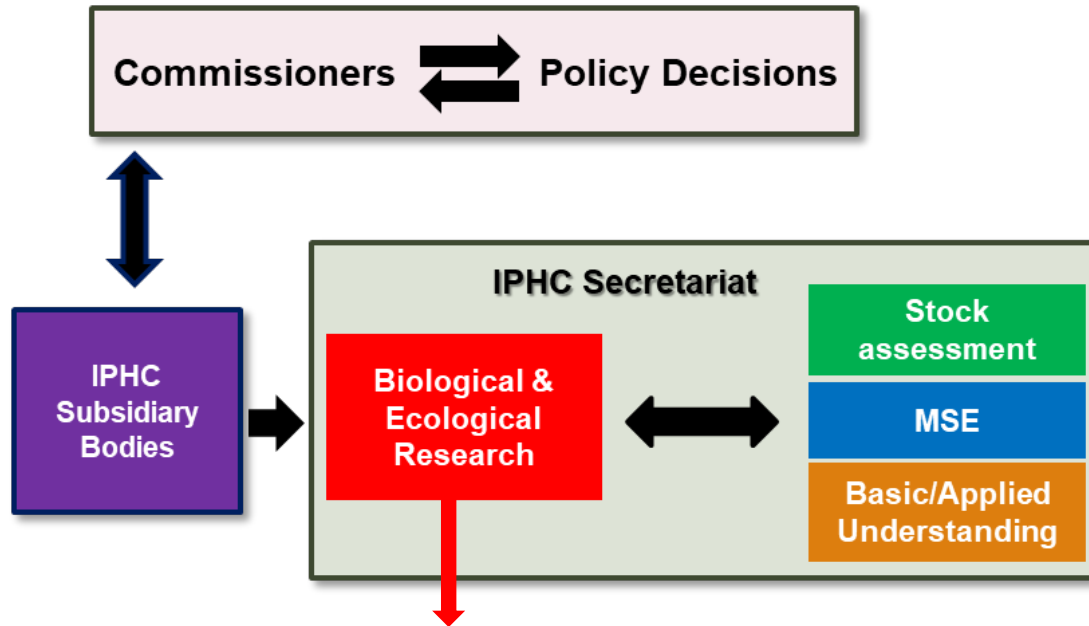 Commissioners Policy Decisions
IPHC Secretariat
IPHC
Subsidiary
Bodies
Biological &
Ecological
Research
Stock
assessment
MSE
Basic/Applied
Understanding